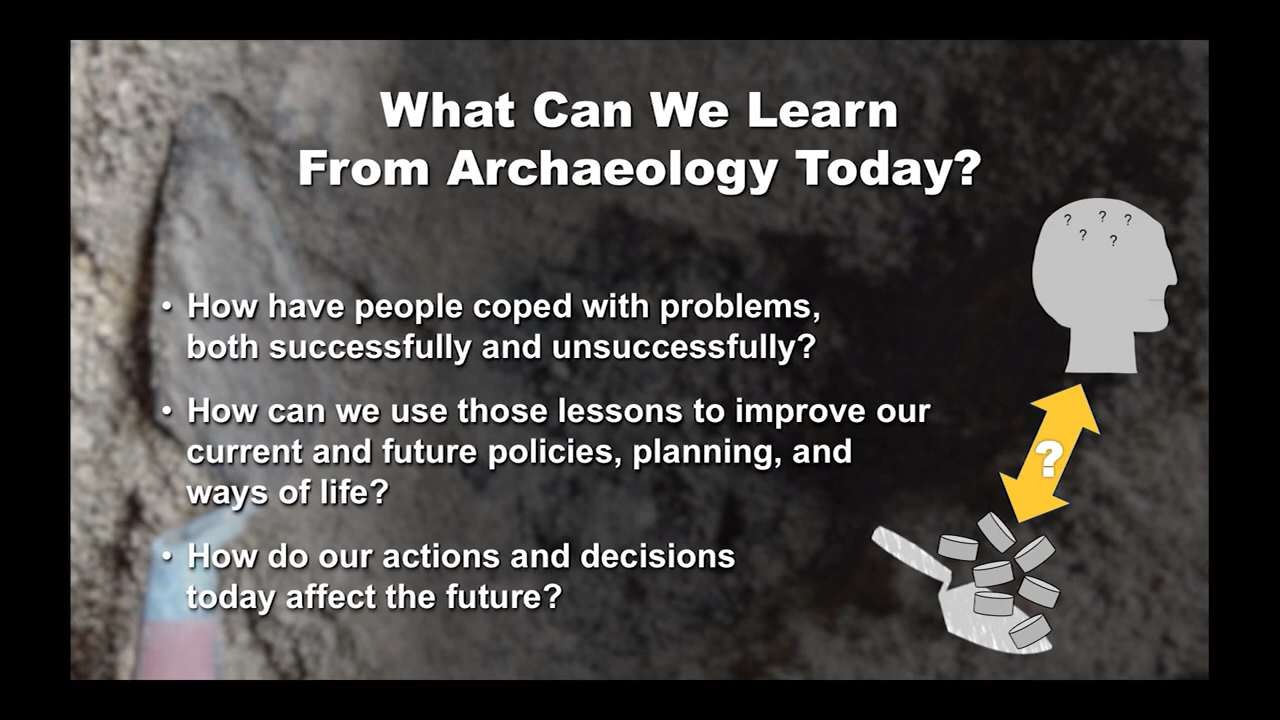 What Can We Learn
From Archaeology Today?
? ? ?
? ?
• How have people coped with problems,
both successfully and unsuccessfully?
• How can we use those lessons to improve our
current and future policies, planning, and
ways of life?
?
• How do our actions and decisions
today affect the future?